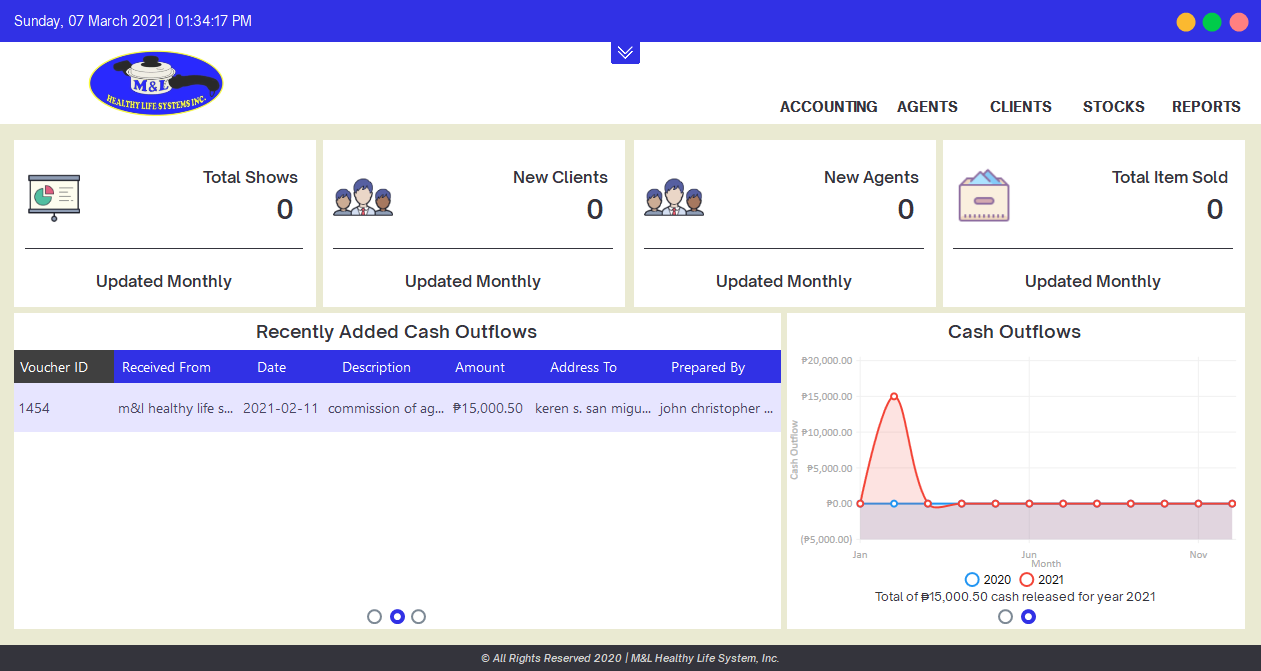 Sunday, 07 March 2021 | 01:34:17 PM
M&L
HEALTHY LIFE SYSTEMS INC.
ACCOUNTING AGENTS CLIENTS STOCKS REPORTS
Total Shows
0
Updated Monthly
New Clients
0
Updated Monthly
New Agents
0
Updated Monthly
Total Item Sold
0
Updated Monthly
Recently Added Cash Outflows
Voucher ID Received From Date Description Amount Address To Prepared By
1454 m&l healthy life s... 2021-02-11 commission of ag... ₱15,000.50 keren s. san migu... john christopher ...
Cash Outflows
₱20,000.00
₱15,000.00
₱10,000.00
₱5,000.00
₱0.00
(₱5,000.00)
Cash Outflow
Jan Jun Nov
Month
2020 2021
Total of ₱15,000.50 cash released for year 2021
© All Rights Reserved 2020 | M&L Healthy Life System, Inc.